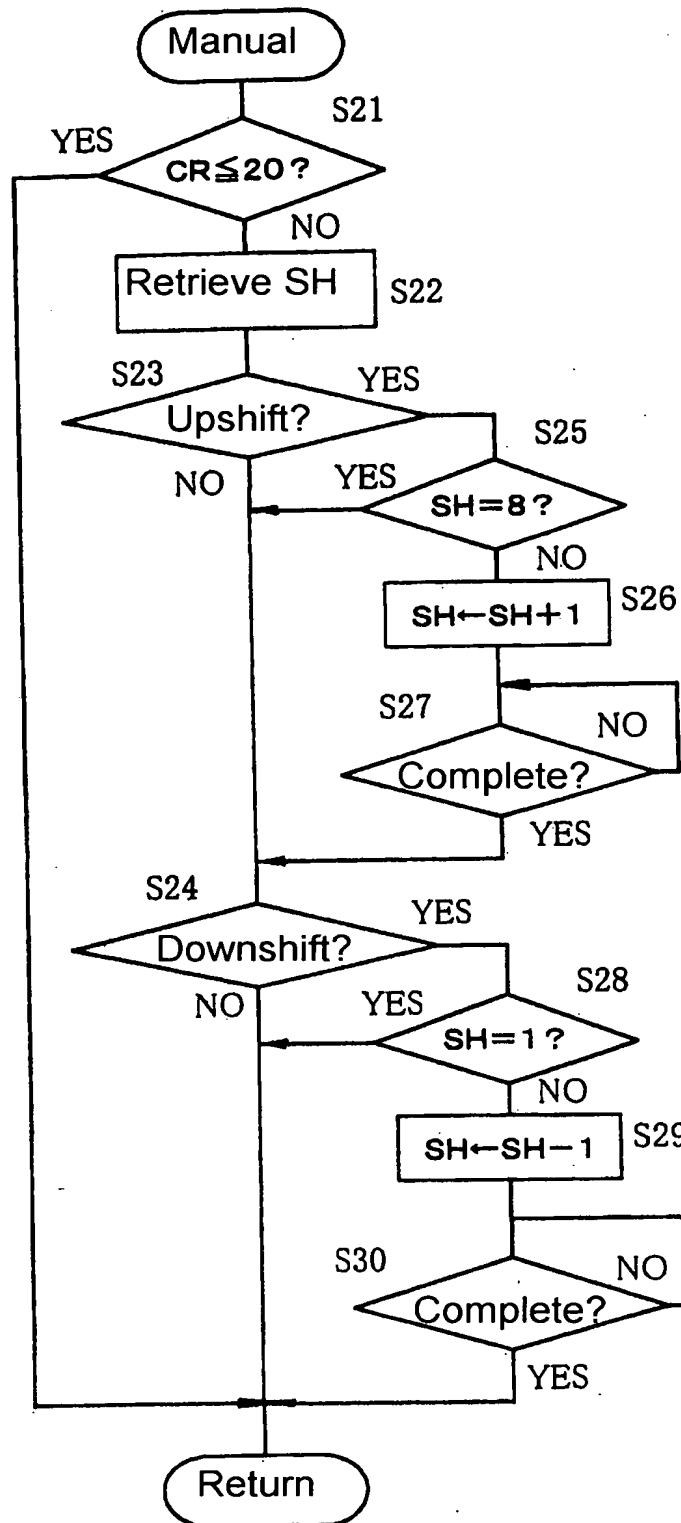 Manual
S21
YES
CR≦20?
NO
Retrieve SH
S22
S23
YES
Upshift?
S25
NO
YES
SH=8?
NO
SH←SH+1
S26
S27
NO
Complete?
YES
S24
YES
Downshift?
S28
NO
YES
SH=1?
NO
SH←SH-1
S29
S30
NO
Complete?
YES
Return